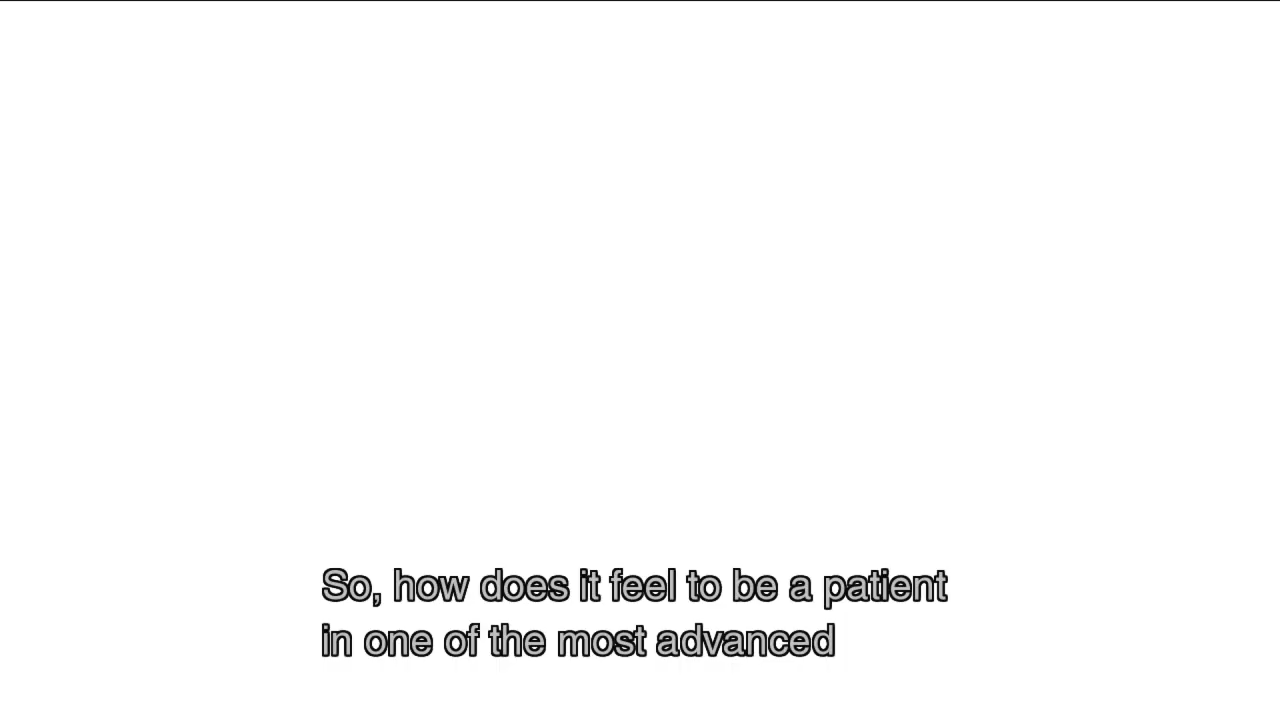 So, how does it feel to be a patient
in one of the most advanced